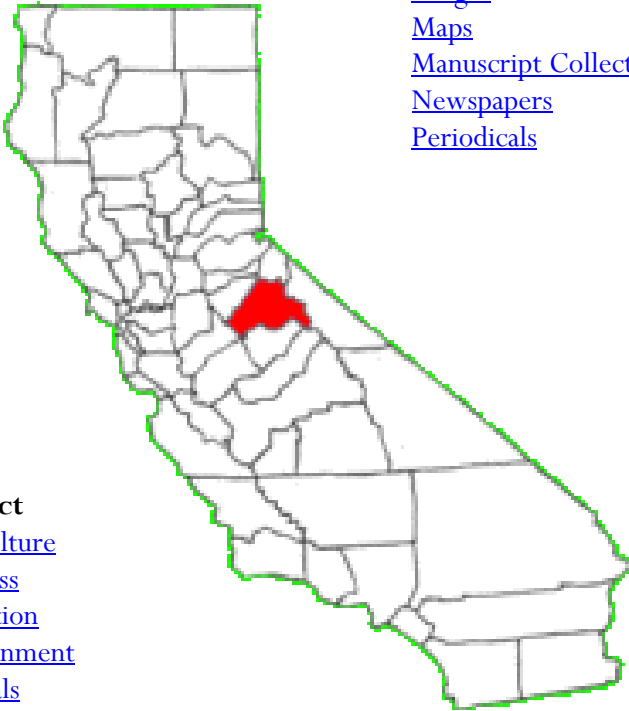 Maps
Manuscript Collect
Newspapers
Periodicals
ct
lture
ss
tion
nment
ls